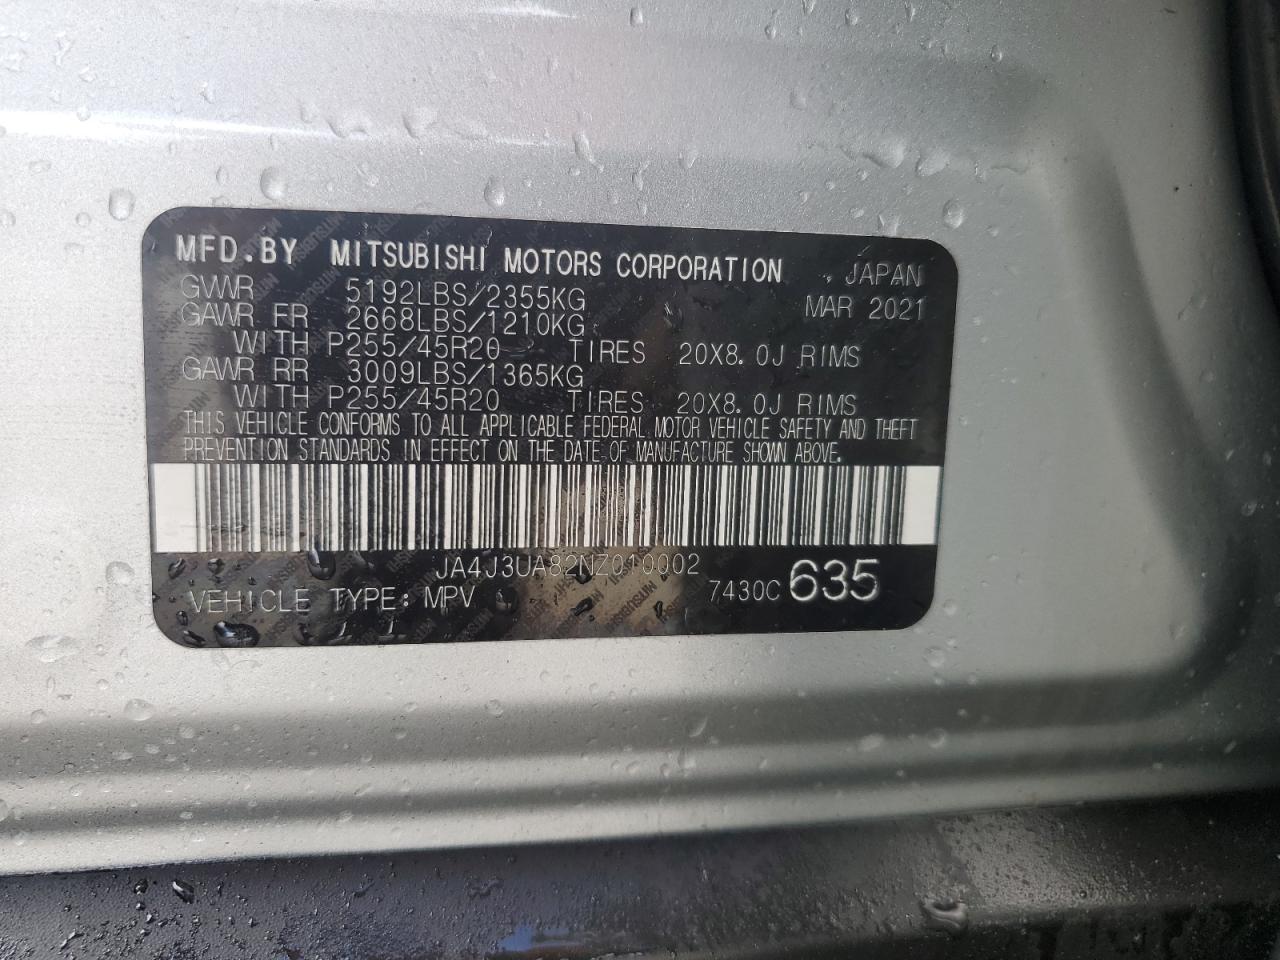 MFD.BY MITSUBISHI MOTORS CORPORATION , JAPAN
GVWR 5192LBS/2355KG MAR 2021
GAWR FR 2668LBS/1210KG
WITH P255/45R20 TIRES 20X8.0J RIMS
GAWR RR 3009LBS/1365KG
WITH P255/45R20 TIRES 20X8.0J RIMS
THIS VEHICLE CONFORMS TO ALL APPLICABLE FEDERAL MOTOR VEHICLE SAFETY AND THEFT
PREVENTION STANDARDS IN EFFECT ON THE DATE OF MANUFACTURE SHOWN ABOVE.
JA4J3UA82NZ010002
VEHICLE TYPE: MPV 7430C 635